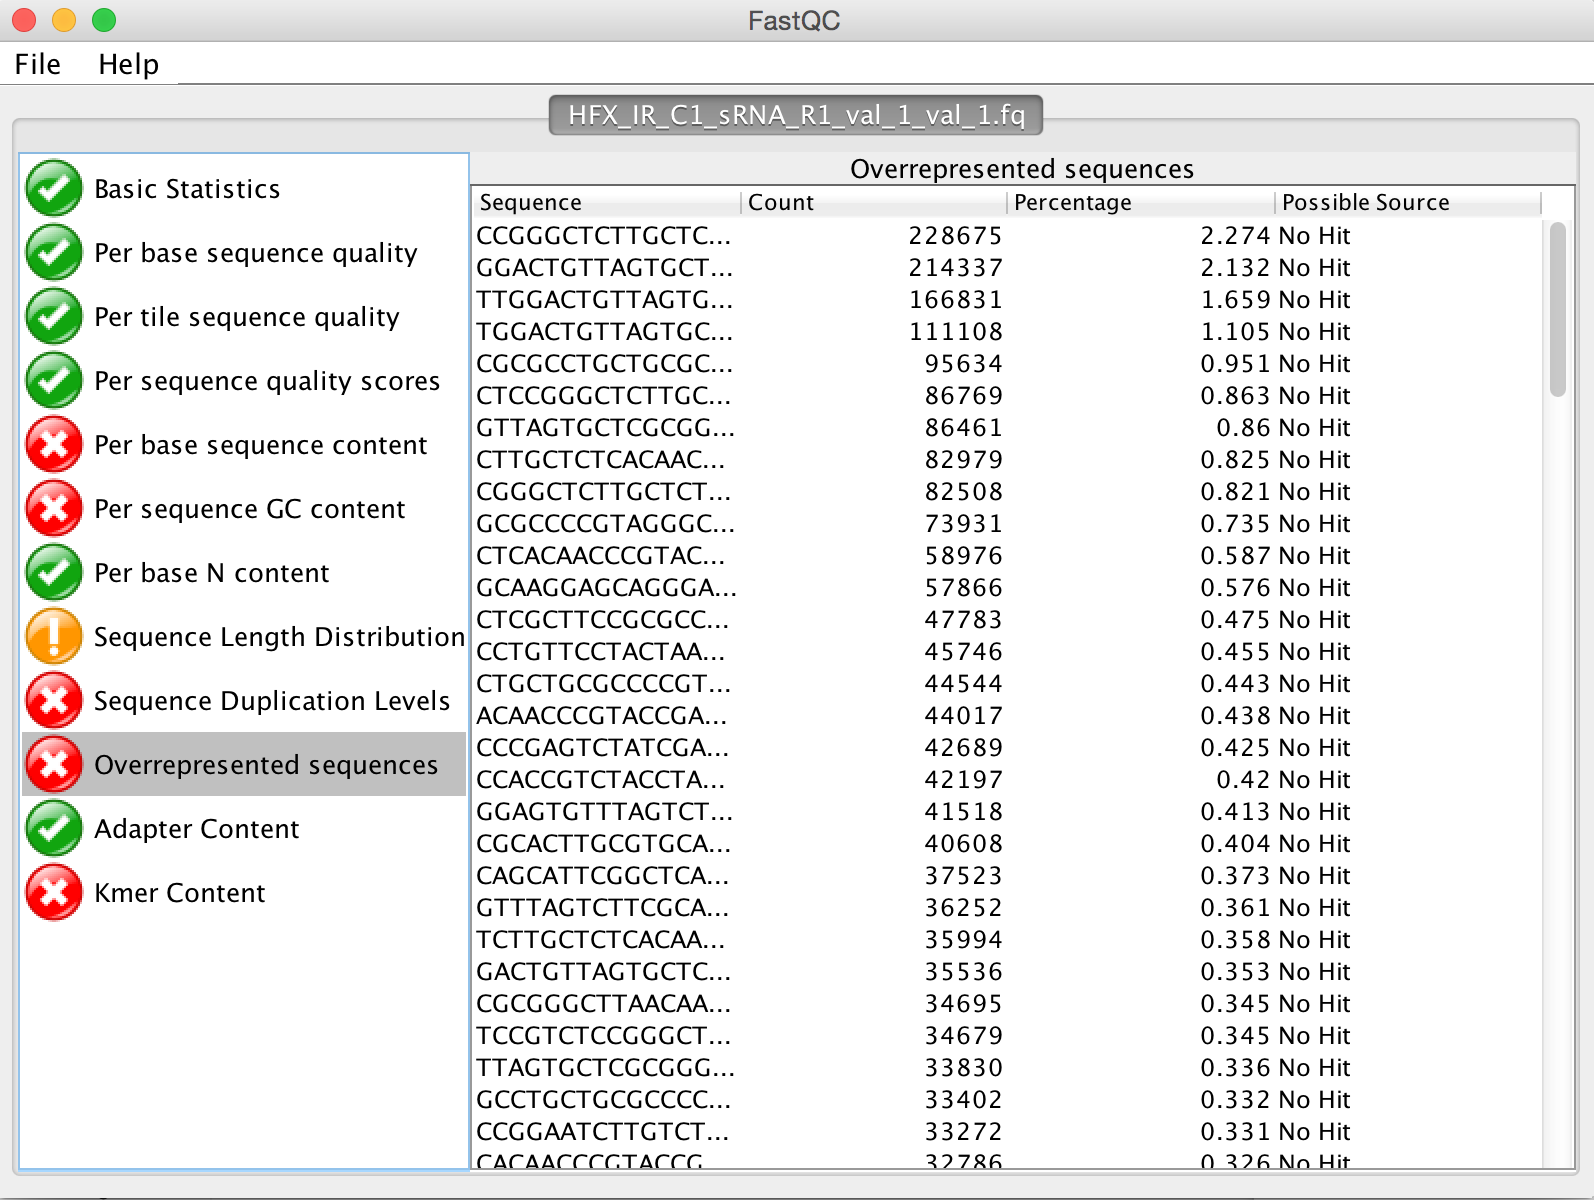 FastQC
File Help
HFX_IR_C1_sRNA_R1_val_1_val_1.fq
Basic Statistics
Per base sequence quality
Per tile sequence quality
Per sequence quality scores
Per base sequence content
Per sequence GC content
Per base N content
Sequence Length Distribution
Sequence Duplication Levels
Overrepresented sequences
Adapter Content
Kmer Content
Overrepresented sequences
Sequence Count Percentage Possible Source
CCGGGCTCTTGCTC... 228675 2.274 No Hit
GGACTGTTAGTGCT... 214337 2.132 No Hit
TTGGACTGTTAGTG... 166831 1.659 No Hit
TGGACTGTTAGTGC... 111108 1.105 No Hit
CGCGCCTGCTGCGC... 95634 0.951 No Hit
CTCCGGGCTCTTGC... 86769 0.863 No Hit
GTTAGTGCTCGCGG... 86461 0.86 No Hit
CTTGCTCTCACAAC... 82979 0.825 No Hit
CGGGCTCTTGCTCT... 82508 0.821 No Hit
GCGCCCCGTAGGGC... 73931 0.735 No Hit
CTCACAACCCGTAC... 58976 0.587 No Hit
GCAAGGAGCAGGGA... 57866 0.576 No Hit
CTCGCTTCCGCGCC... 47783 0.475 No Hit
CCTGTTCCTACTAA... 45746 0.455 No Hit
CTGCTGCGCCCCGT... 44544 0.443 No Hit
ACAACCCGTACCGA... 44017 0.438 No Hit
CCCGAGTCTATCGA... 42689 0.425 No Hit
CCACCGTCTACCTA... 42197 0.42 No Hit
GGAGTGTTTAGTCT... 41518 0.413 No Hit
CGCACTTGCGTGCA... 40608 0.404 No Hit
CAGCATTCGGCTCA... 37523 0.373 No Hit
GTTTAGTCTTCGCA... 36252 0.361 No Hit
TCTTGCTCTCACAA... 35994 0.358 No Hit
GACTGTTAGTGCTC... 35536 0.353 No Hit
CGCGGGCTTAACAA... 34695 0.345 No Hit
TCCGTCTCCGGGCT... 34679 0.345 No Hit
TTAGTGCTCGCGGG... 33830 0.336 No Hit
GCCTGCTGCGCCCC... 33402 0.332 No Hit
CCGGAATCTTGTCT... 33272 0.331 No Hit
CACAACCCGTACCG 32786 0.326 No Hit